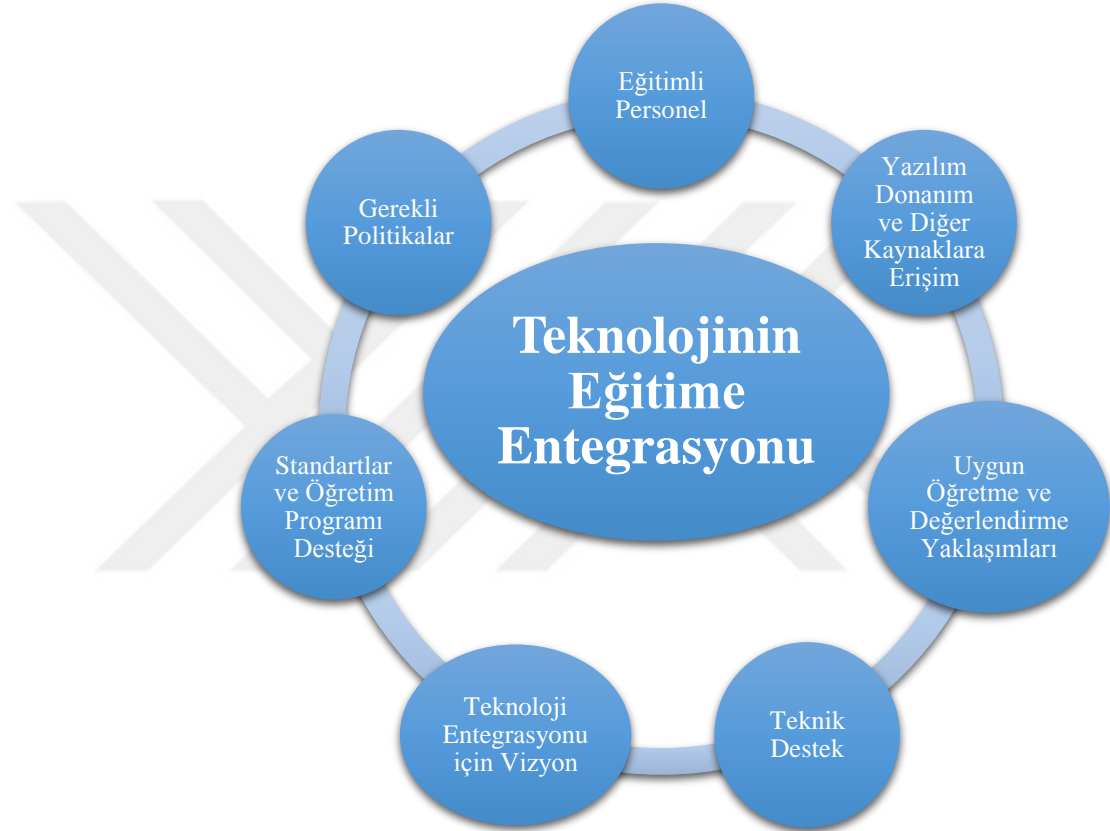 Eğitimli
Personel
Yazılım
Donanım
ve Diğer
Kaynaklara
Erişim
Uygun
Öğretme ve
Değerlendirme
Yaklaşımları
Teknik
Destek
Teknoloji
Entegrasyonu
için Vizyon
Standartlar
ve Öğretim
Programı
Desteği
Gerekli
Politikalar
Teknolojinin
Eğitime
Entegrasyonu